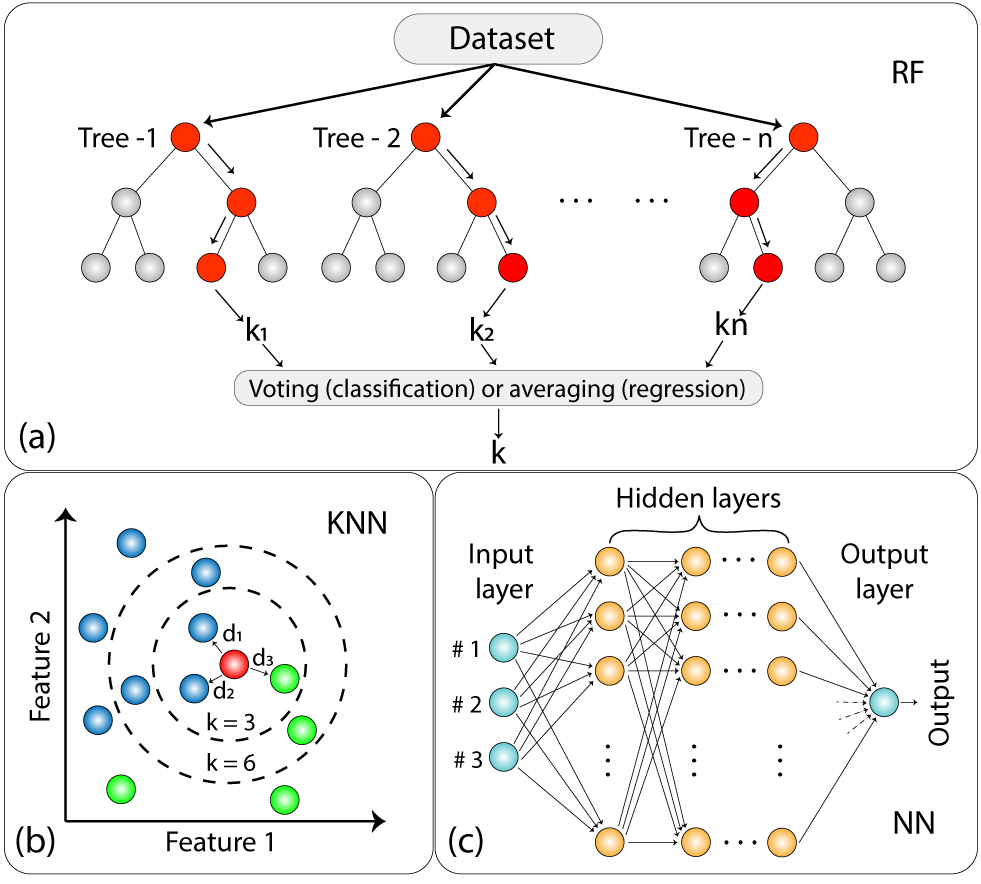 Dataset
RF
Tree -1
Tree - 2
Tree - n
... ...
k₁
k₂
kn
Voting (classification) or averaging (regression)
k
(a)
KNN
d₁
d₃
d₂
k = 3
k = 6
Feature 2
Feature 1
(b)
Hidden layers
Input
layer
Output
layer
# 1
# 2
# 3
Output
NN
(c)